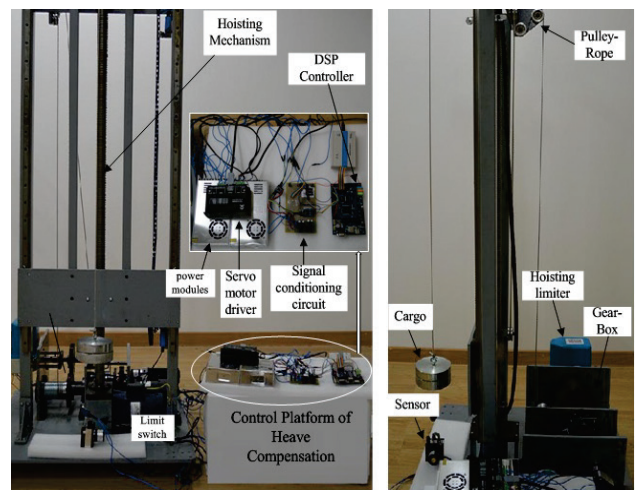 Hoisting
Mechanism
DSP
Controller
power
modules
Servo
motor
driver
Signal
conditioning
circuit
Limit
switch
Control Platform of
Heave
Compensation
Pulley-
Rope
Hoisting
limiter
Gear-
Box
Cargo
Sensor